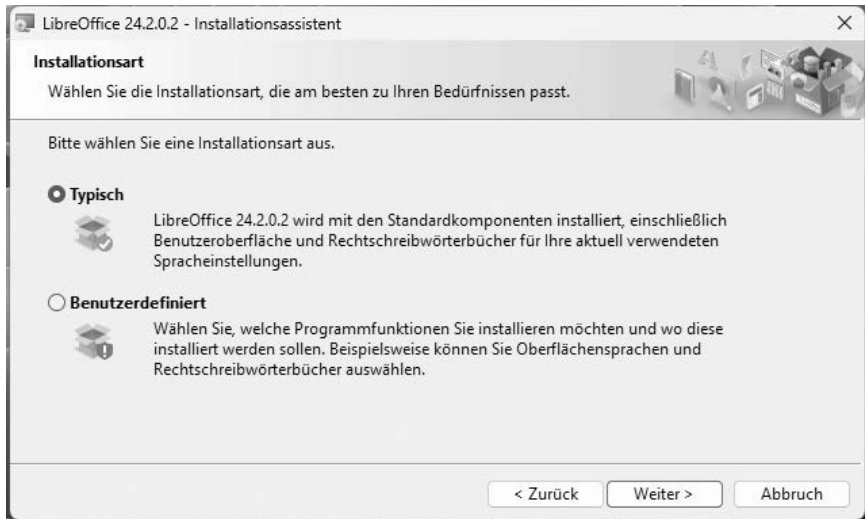 LibreOffice 24.2.0.2 - Installationsassistent
Installationsart
Wählen Sie die Installationsart, die am besten zu Ihren Bedürfnissen passt.
Bitte wählen Sie eine Installationsart aus.
Typisch
LibreOffice 24.2.0.2 wird mit den Standardkomponenten installiert, einschließlich
Benutzeroberfläche und Rechtschreibwörterbücher für Ihre aktuell verwendeten
Spracheinstellungen.
Benutzerdefiniert
Wählen Sie, welche Programmfunktionen Sie installieren möchten und wo diese
installiert werden sollen. Beispielsweise können Sie Oberflächensprachen und
Rechtschreibwörterbücher auswählen.
< Zurück Weiter > Abbruch